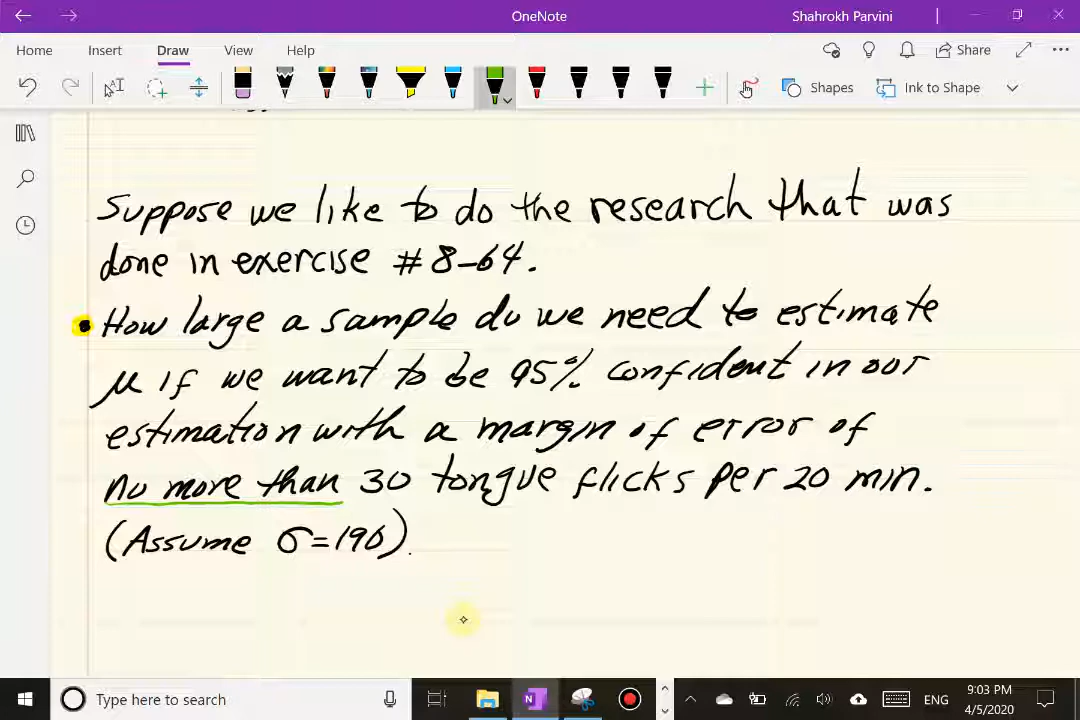 OneNote
Shahrokh Parvini
Home Insert Draw View Help
Share
Shapes
Ink to Shape
Suppose we like to do the research that was
done in exercise #8-64.
How large a sample do we need to estimate
μ if we want to be 95% confident in our
estimation with a margin of error of
no more than 30 tongue flicks per 20 min.
(Assume σ=190).
Type here to search
ENG
9:03 PM
4/5/2020